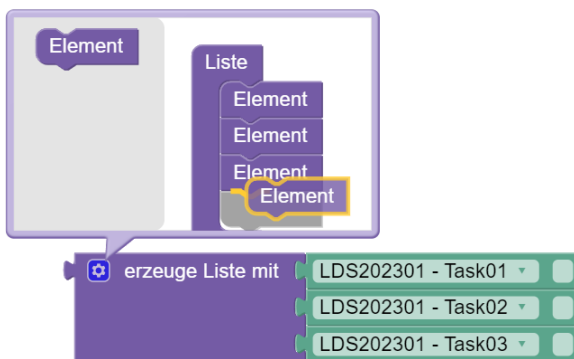 Element
Liste
Element
Element
Element
Element
erzeuge Liste mit
LDS202301 - Task01
LDS202301 - Task02
LDS202301 - Task03